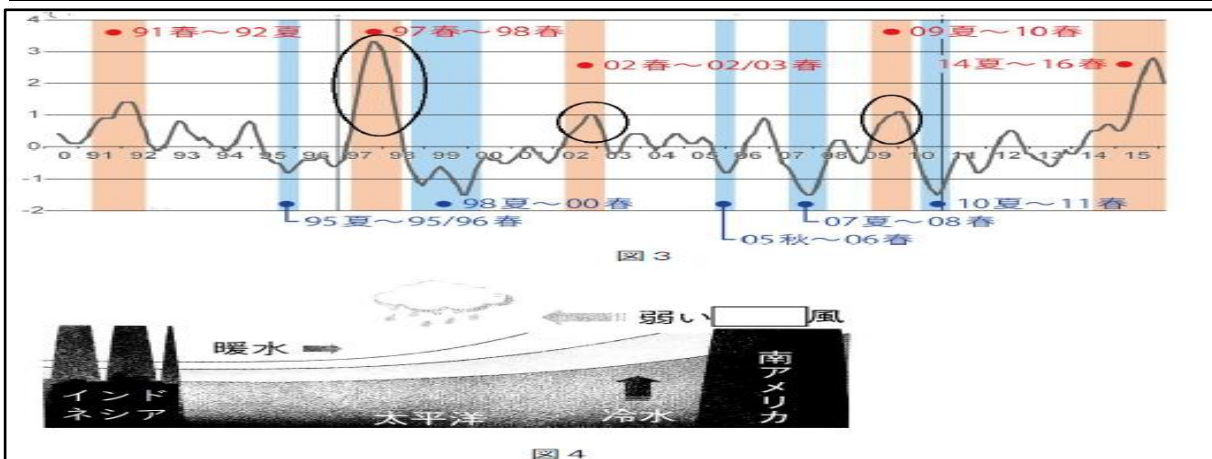 4
3
2
1
0
-1
-2
91春～92夏
97春～98春
02春～02/03春
09夏～10春
14夏～16春
0 91 92 93 94 95 96 97 98 99 00 01 02 03 04 05 06 07 08 09 10 11 12 13 14 15
95夏～95/96春
98夏～00春
05秋～06春
07夏～08春
10夏～11春
図3
弱い 風
暖水
インド
ネシア
太平洋
冷水
南アメリカ
図4